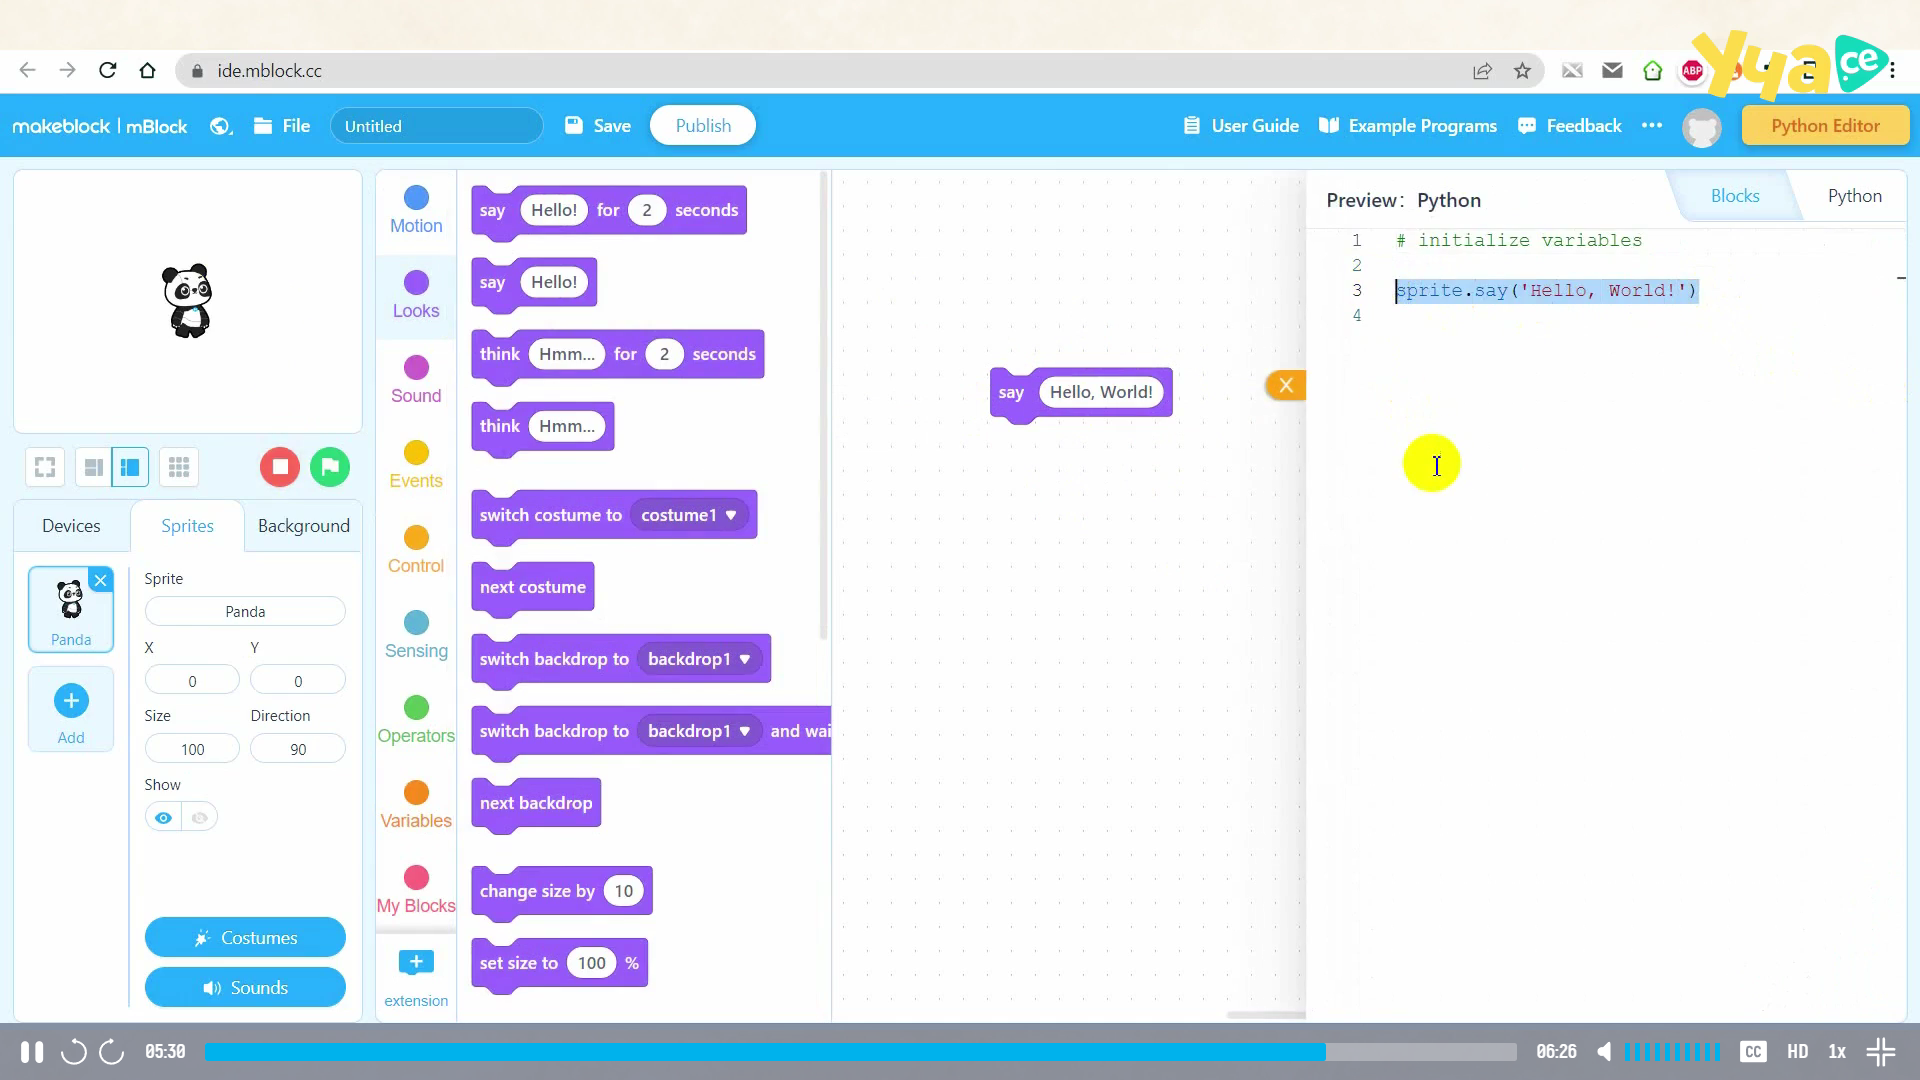 Учасе
ide.mblock.cc
ABP
makeblock | mBlock
File
Untitled
Save
Publish
User Guide
Example Programs
Feedback
Python Editor
Motion
Looks
Sound
Events
Control
Sensing
Operators
Variables
My Blocks
extension
say Hello! for 2 seconds
say Hello!
think Hmm... for 2 seconds
think Hmm...
switch costume to costume1
next costume
switch backdrop to backdrop1
switch backdrop to backdrop1 and wai
next backdrop
change size by 10
set size to 100 %
say Hello, World!
X
Preview: Python
Blocks
Python
1 # initialize variables
2
3 sprite.say('Hello, World!')
4
Devices
Sprites
Background
Panda
Add
Sprite
Panda
X
Y
0
0
Size
Direction
100
90
Show
Costumes
Sounds
05:30
06:26
CC
HD
1x